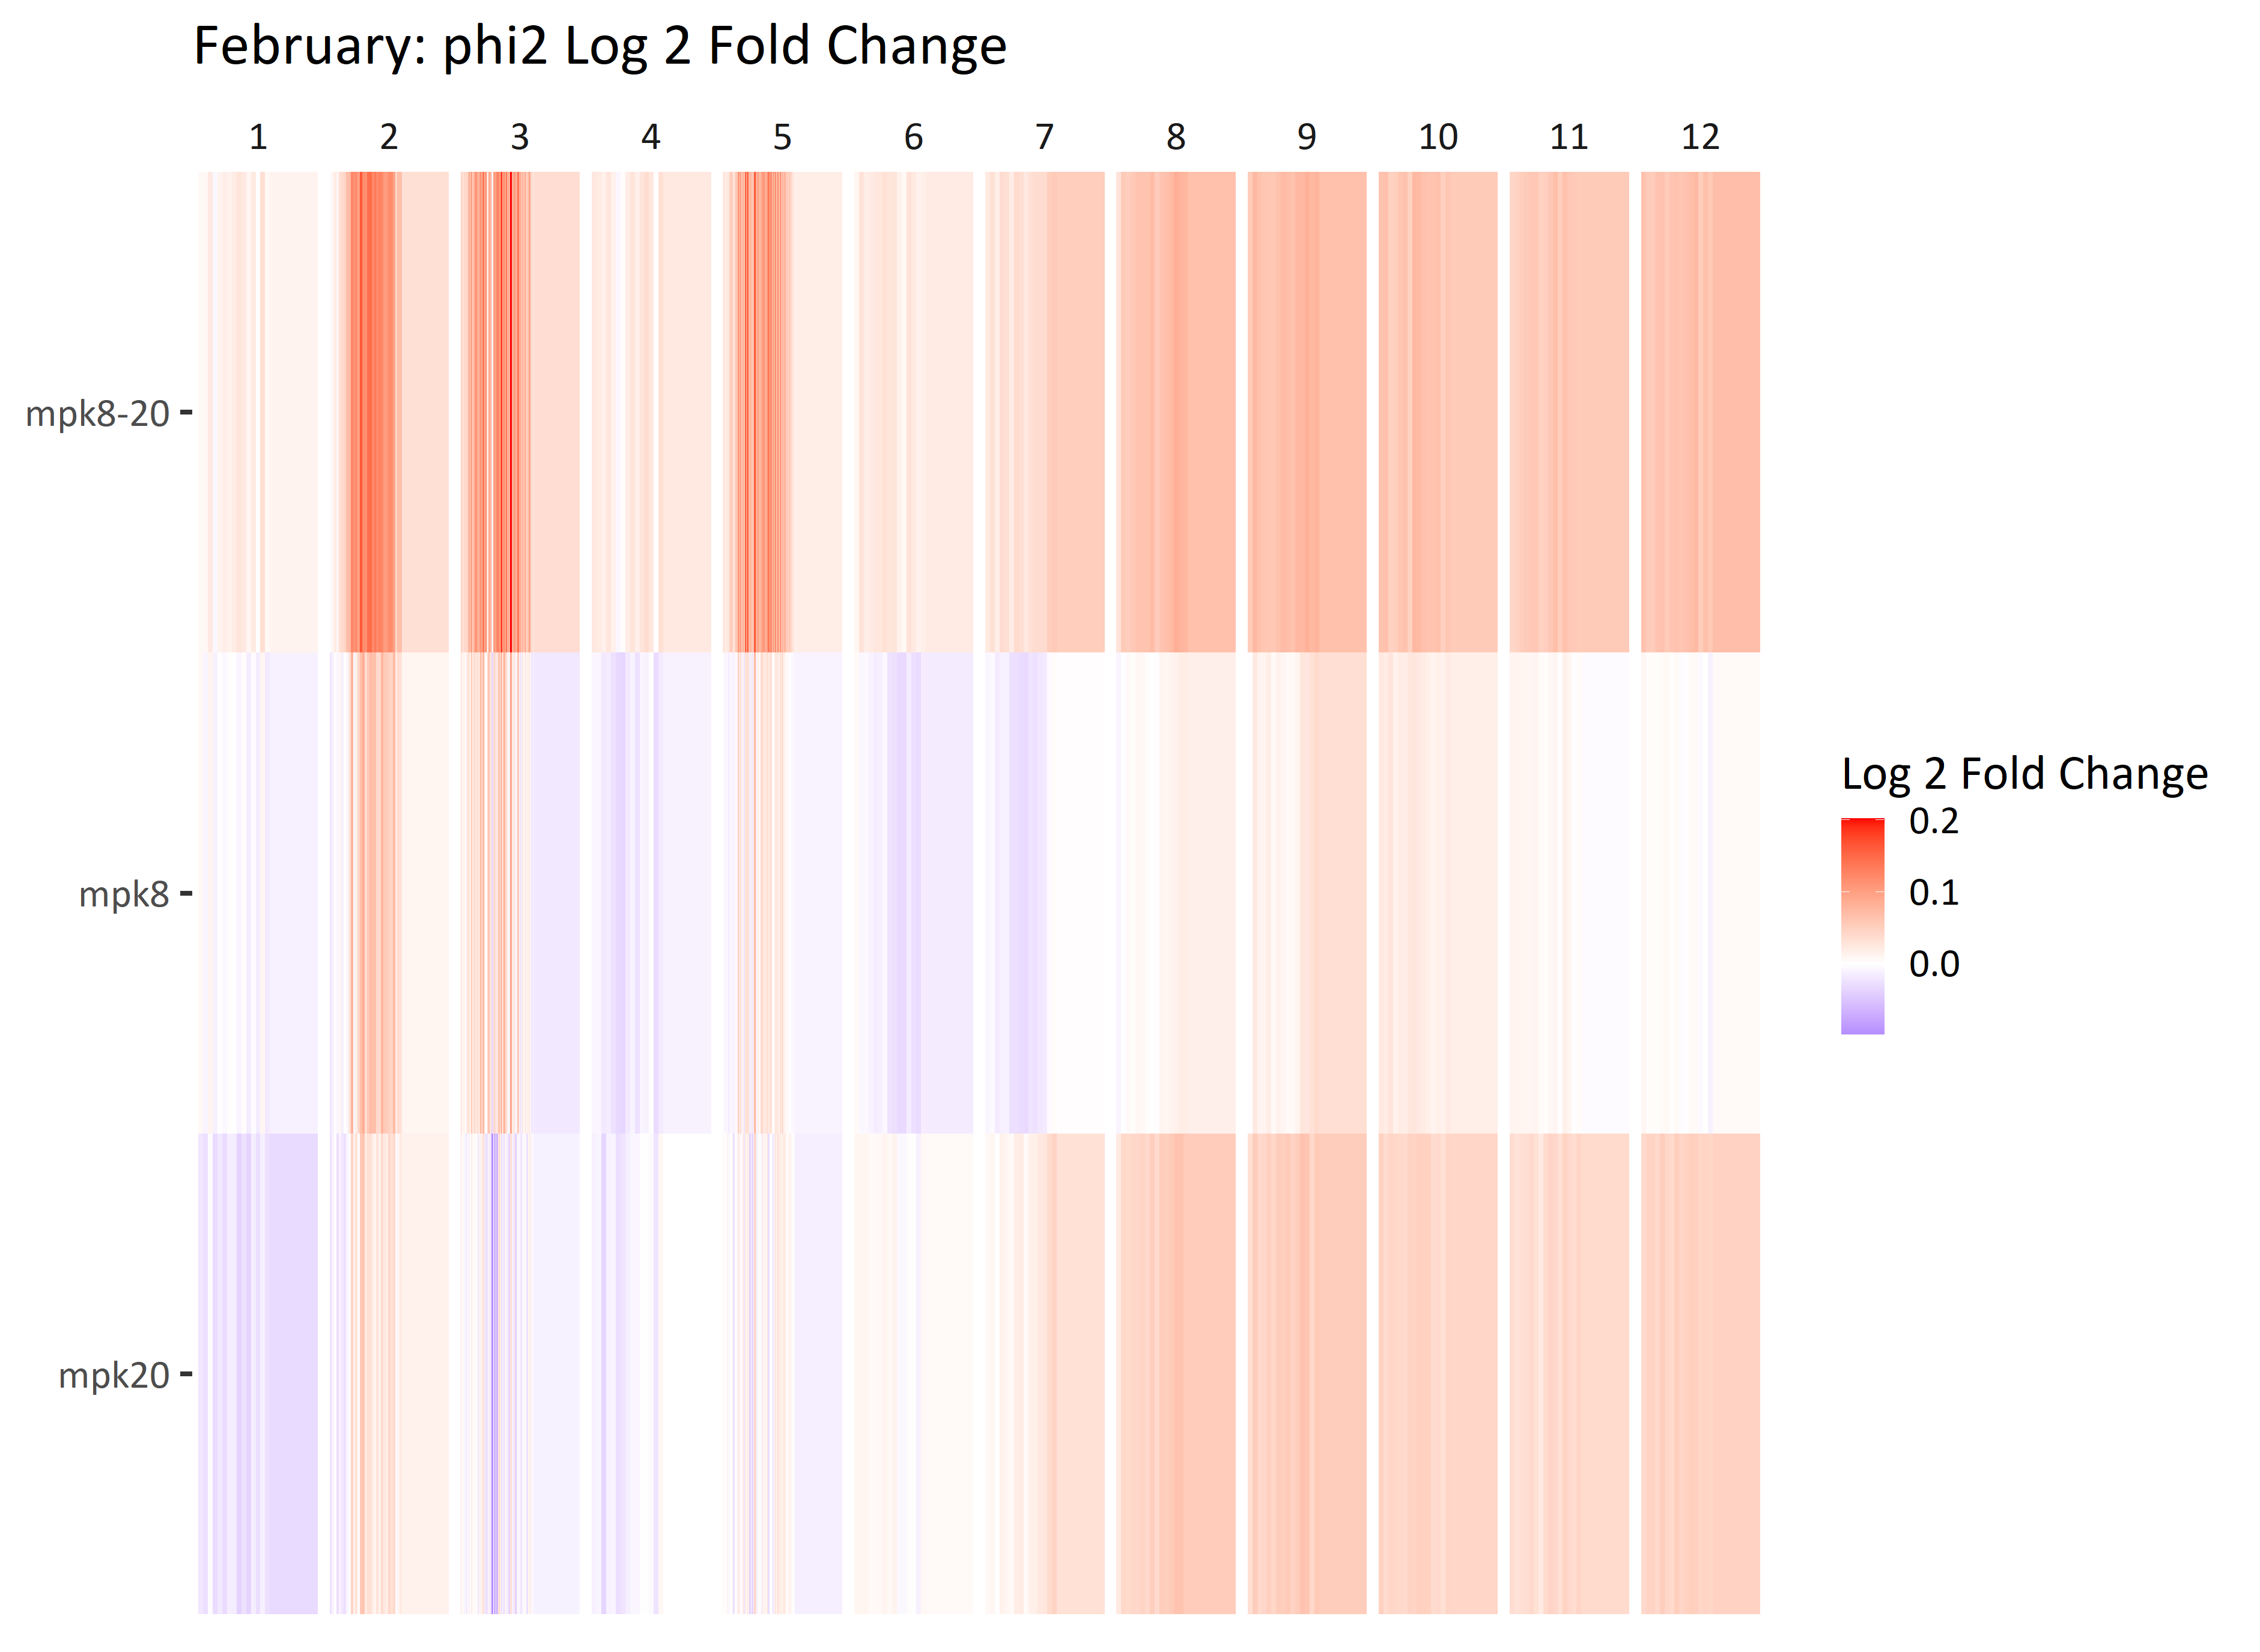 February: phi2 Log 2 Fold Change
1 2 3 4 5 6 7 8 9 10 11 12
mpk8-20
mpk8
mpk20
Log 2 Fold Change
0.2
0.1
0.0